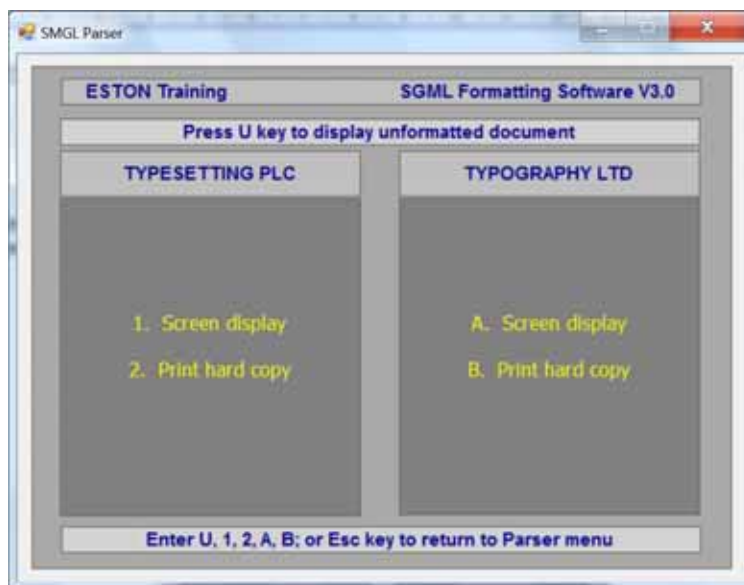 SMGL Parser
ESTON Training SGML Formatting Software V3.0
Press U key to display unformatted document
TYPESETTING PLC
1. Screen display
2. Print hard copy
TYPOGRAPHY LTD
A. Screen display
B. Print hard copy
Enter U, 1, 2, A, B; or Esc key to return to Parser menu